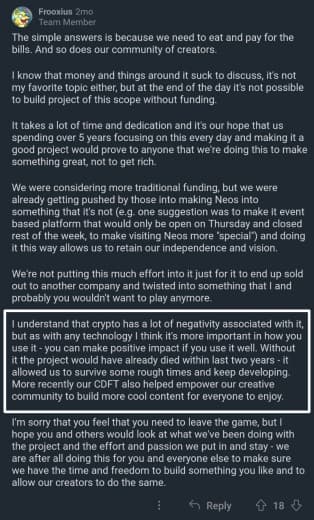 Frooxius 2mo
Team Member
The simple answers is because we need to eat and pay for the
bills. And so does our community of creators.
I know that money and things around it suck to discuss, it's not
my favorite topic either, but at the end of the day it's not possible
to build project of this scope without funding.
It takes a lot of time and dedication and it's our hope that us
spending over 5 years focusing on this every day and making it a
good project would prove to anyone that we're doing this to make
something great, not to get rich.
We were considering more traditional funding, but we were
already getting pushed by those into making Neos into
something that it's not (e.g. one suggestion was to make it event
based platform that would only be open on Thursday and closed
rest of the week, to make visiting Neos more "special") and doing
it this way allows us to retain our independence and vision.
We're not putting this much effort into it just for it to end up sold
out to another company and twisted into something that I and
probably you wouldn't want to play anymore.
I understand that crypto has a lot of negativity associated with it,
but as with any technology I think it's more important in how you
use it - you can make positive impact if you use it well. Without
it the project would have already died within last two years - it
allowed us to survive some rough times and keep developing.
More recently our CDFT also helped empower our creative
community to build more cool content for everyone to enjoy.
I'm sorry that you feel that you need to leave the game, but I
hope you and others would look at what we've been doing with
the project and the effort and passion we put in and stay - we
are after all doing this for you and everyone else to make sure
we have the time and freedom to build something you like and to
allow our creators to do the same.
Reply 18